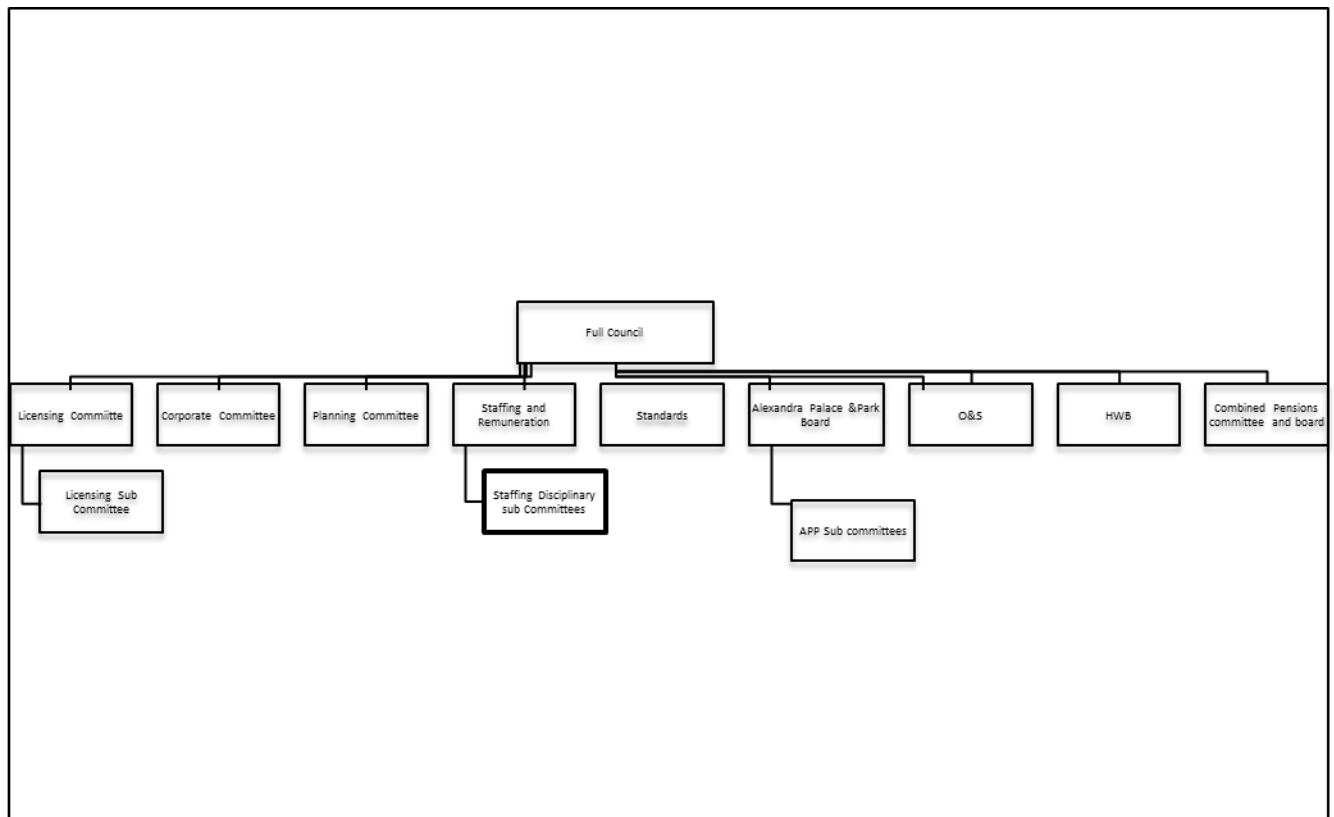 Full Council
Licensing Commiitte
Corporate Committee
Planning Committee
Staffing and
Remuneration
Standards
Alexandra Palace &Park
Board
O&S
HWB
Combined Pensions
committee and board
Licensing Sub
Committee
Staffing Disciplinary
sub Committees
APP Sub committees